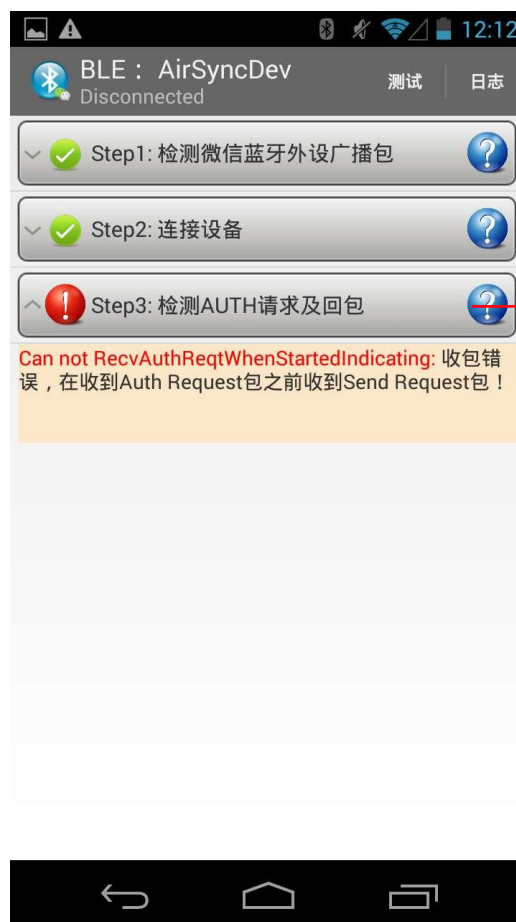 12:12
BLE： AirSyncDev
Disconnected
测试
日志
Step1: 检测微信蓝牙外设广播包
Step2: 连接设备
Step3: 检测AUTH请求及回包
Can not RecvAuthReqtWhenStartedIndicating: 收包错
误，在收到Auth Request包之前收到Send Request包！